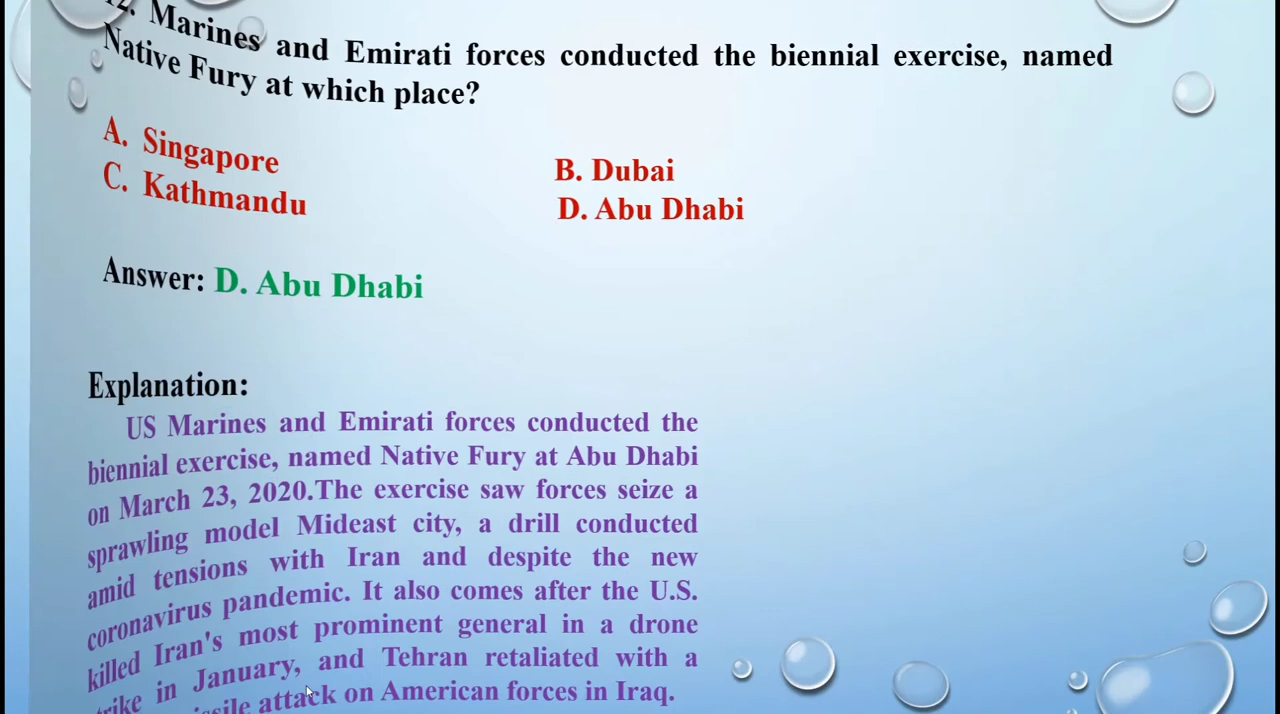 12. Marines and Emirati forces conducted the biennial exercise, named
Native Fury at which place?
A. Singapore
B. Dubai
C. Kathmandu
D. Abu Dhabi
Answer: D. Abu Dhabi
Explanation:
US Marines and Emirati forces conducted the
biennial exercise, named Native Fury at Abu Dhabi
on March 23, 2020.The exercise saw forces seize a
sprawling model Mideast city, a drill conducted
amid tensions with Iran and despite the new
coronavirus pandemic. It also comes after the U.S.
killed Iran's most prominent general in a drone
strike in January, and Tehran retaliated with a
attack on American forces in Iraq.